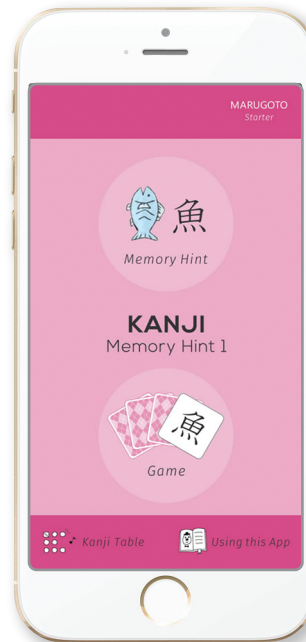 MARUGOTO
Starter
魚
Memory Hint
KANJI
Memory Hint 1
魚
Game
Kanji Table
Using this App